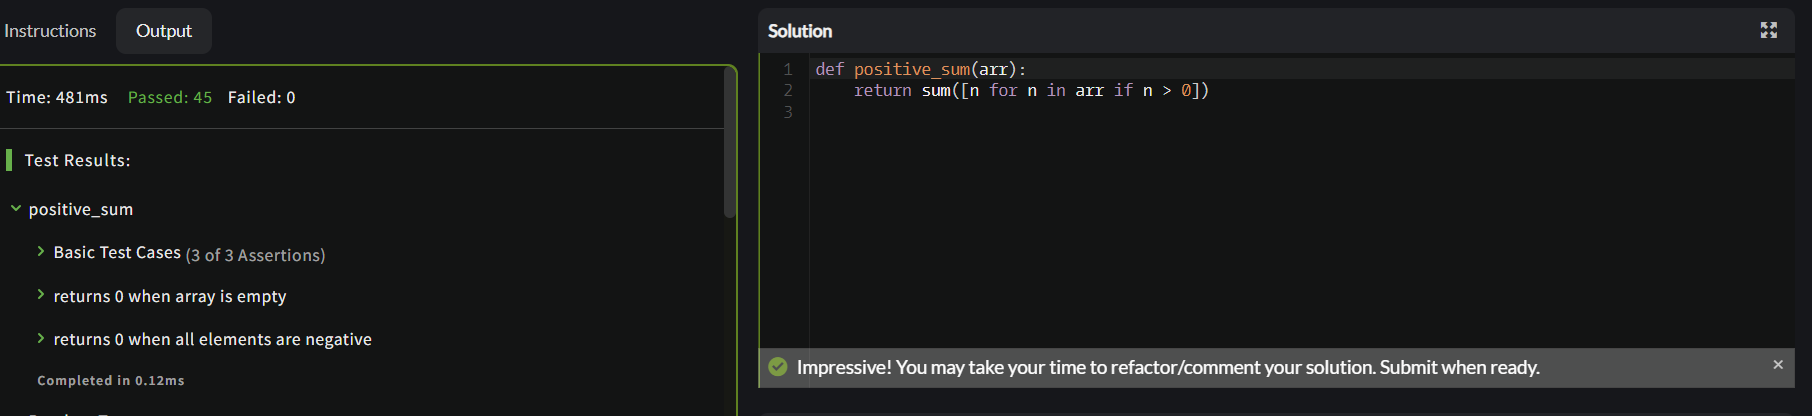 Instructions
Output
Time: 481ms Passed: 45 Failed: 0
Test Results:
positive_sum
Basic Test Cases (3 of 3 Assertions)
returns 0 when array is empty
returns 0 when all elements are negative
Completed in 0.12ms
Solution
1 def positive_sum(arr):
2     return sum([n for n in arr if n > 0])
3
Impressive! You may take your time to refactor/comment your solution. Submit when ready.